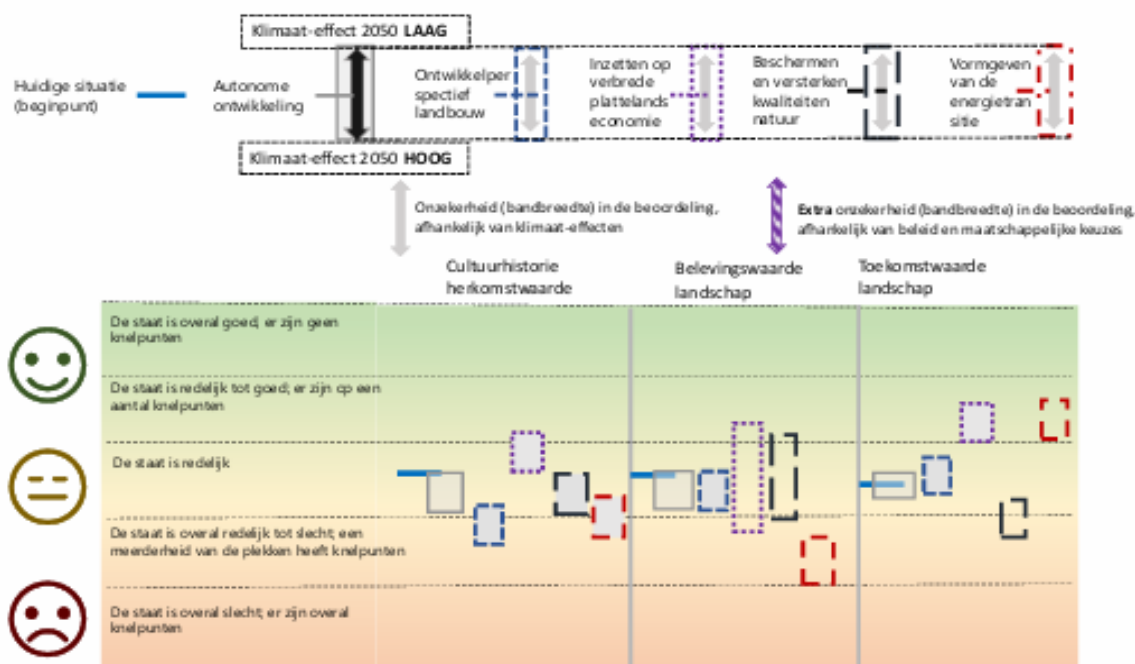 Klimaat-effect 2050 LAAG
Huidige situatie
(beginpunt)
Autonome
ontwikkeling
Ontwikkelper
spectief
landbouw
Inzetten op
verbrede
plattelands
economie
Beschermen
en versterken
kwaliteiten
natuur
Vormgeven
van de
energietran
sitie
Klimaat-effect 2050 HOOG
Onzekerheid (bandbreedte) in de beoordeling,
afhankelijk van klimaat-effecten
Extra onzekerheid (bandbreedte) in de beoordeling,
afhankelijk van beleid en maatschappelijke keuzes
Cultuurhistorie
herkomstwaarde
Belevingswaarde
landschap
Toekomstwaarde
landschap
De staat is overal goed; er zijn geen
knelpunten
De staat is redelijk tot goed; er zijn op een
aantal knelpunten
De staat is redelijk
De staat is overal redelijk tot slecht; een
meerderheid van de plekken heeft knelpunten
De staat is overal slecht; er zijn overal
knelpunten